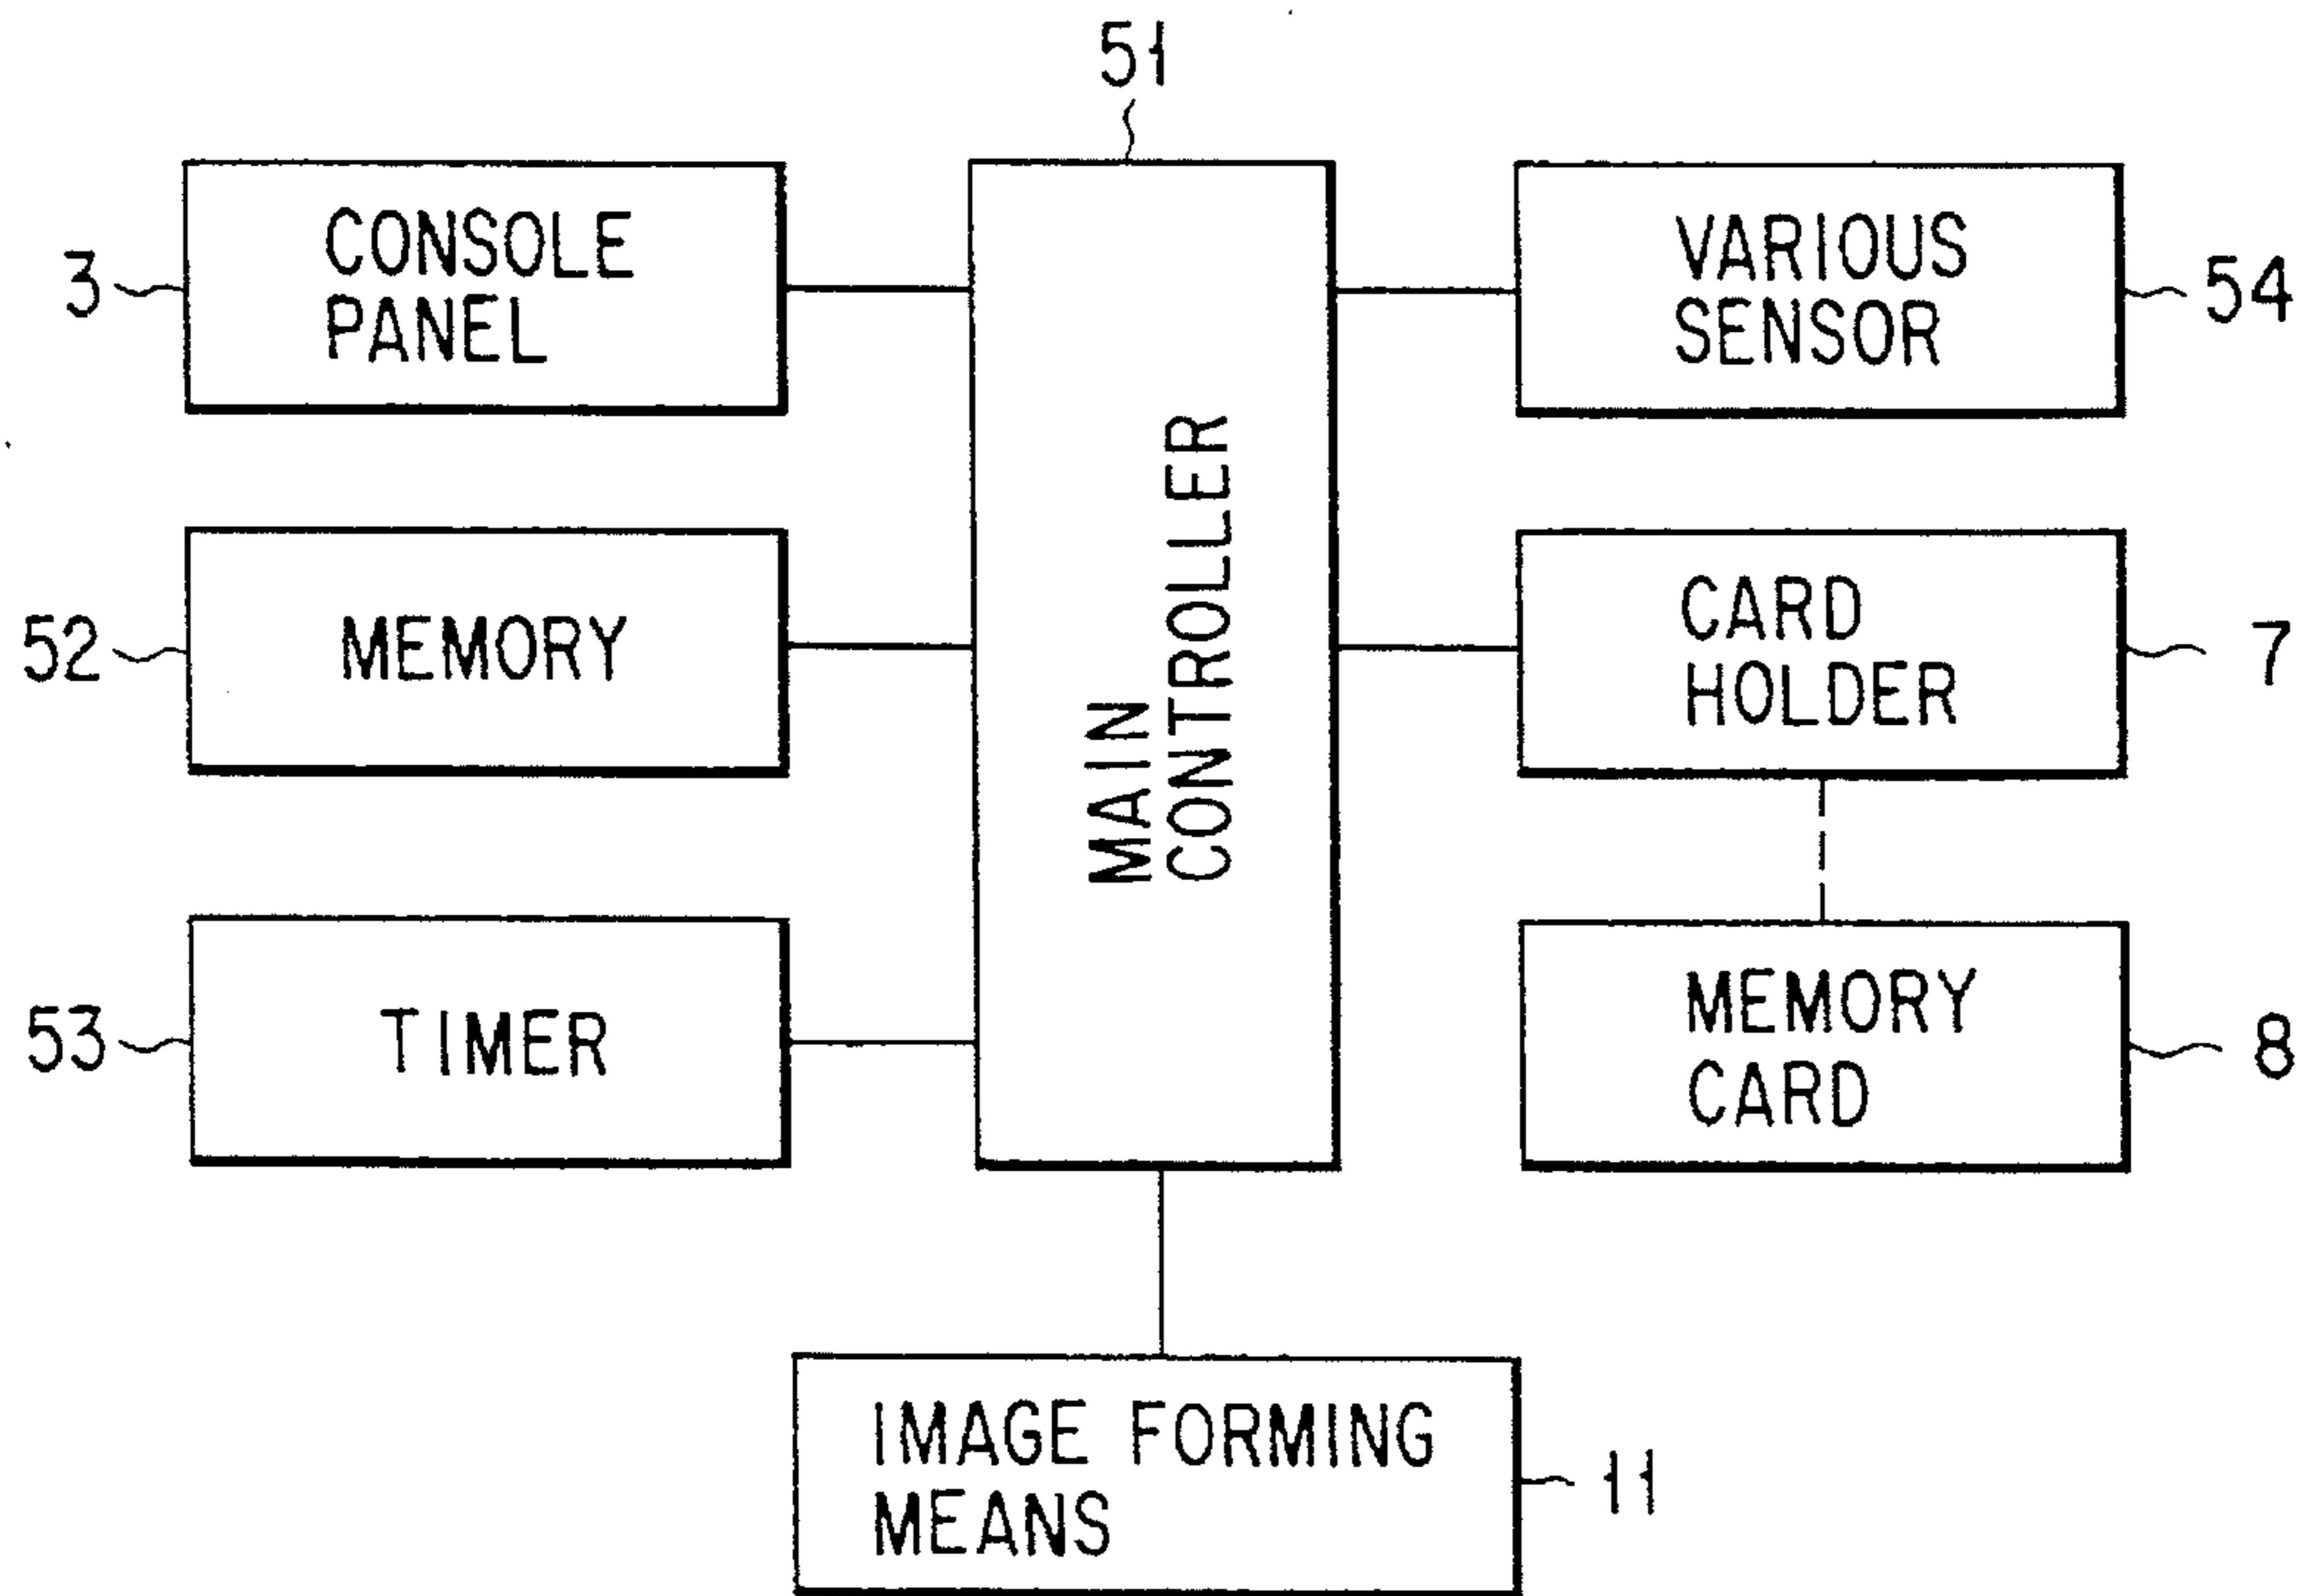 51
3
CONSOLE
PANEL
VARIOUS
SENSOR
54
52
MEMORY
MAIN
CONTROLLER
CARD
HOLDER
7
53
TIMER
MEMORY
CARD
8
IMAGE FORMING
MEANS
11